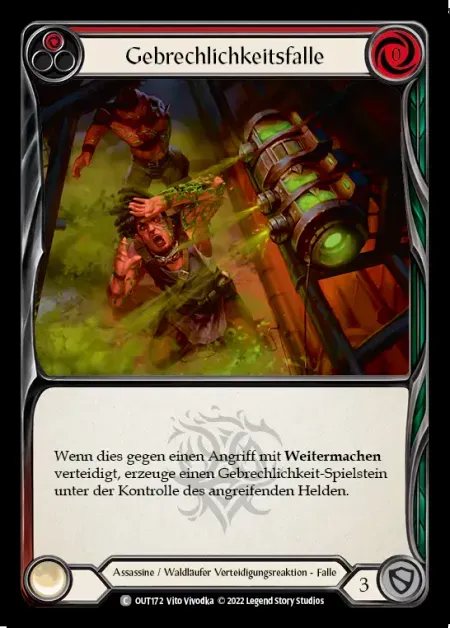 Gebrechlichkeitsfalle
0
Wenn dies gegen einen Angriff mit Weitermachen
verteidigt, erzeuge einen Gebrechlichkeit-Spielstein
unter der Kontrolle des angreifenden Helden.
Assassine / Waldläufer Verteidigungsreaktion - Falle
3
C OUT172 Vito Vivodka © 2022 Legend Story Studios